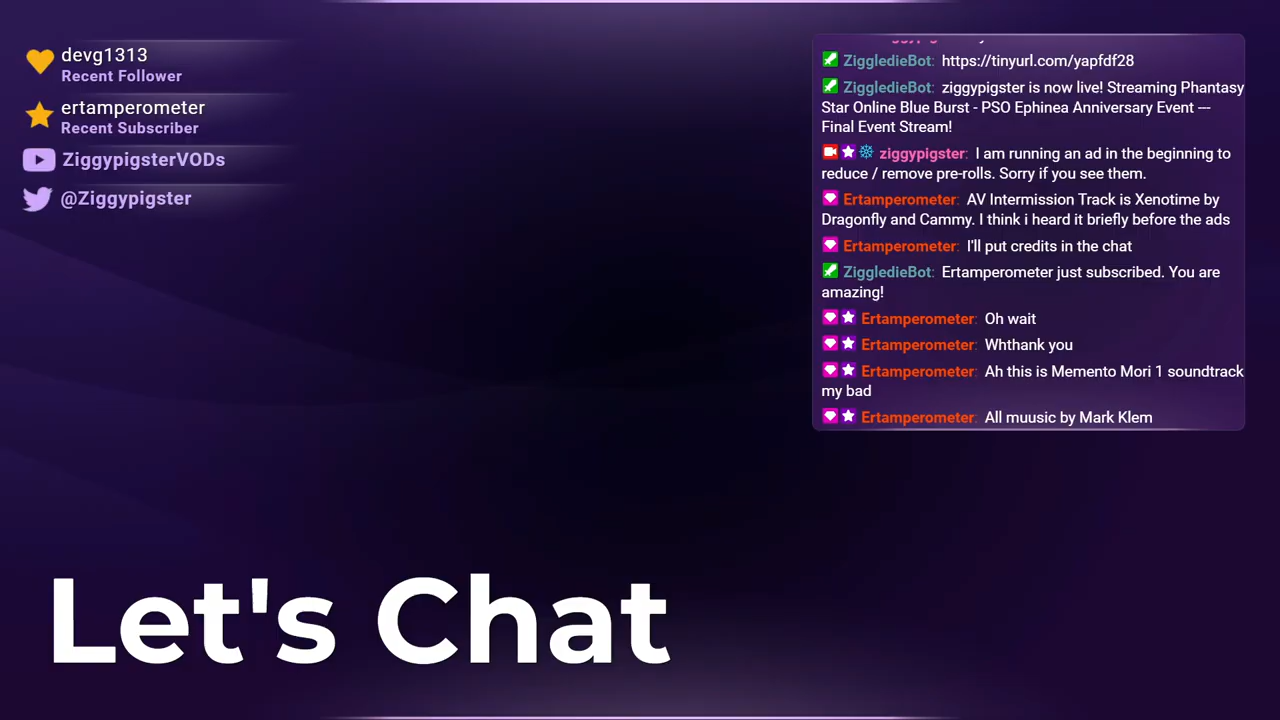 devg1313
Recent Follower
ertamperometer
Recent Subscriber
ZiggypigsterVODs
@Ziggypigster
ZiggledieBot: https://tinyurl.com/yapfdf28
ZiggledieBot: ziggypigster is now live! Streaming Phantasy
Star Online Blue Burst - PSO Ephinea Anniversary Event ---
Final Event Stream!
ziggypigster: I am running an ad in the beginning to
reduce / remove pre-rolls. Sorry if you see them.
Ertamperometer: AV Intermission Track is Xenotime by
Dragonfly and Cammy. I think i heard it briefly before the ads
Ertamperometer: I'll put credits in the chat
ZiggledieBot: Ertamperometer just subscribed. You are
amazing!
Ertamperometer: Oh wait
Ertamperometer: Whthank you
Ertamperometer: Ah this is Memento Mori 1 soundtrack
my bad
Ertamperometer: All muusic by Mark Klem
Let's Chat